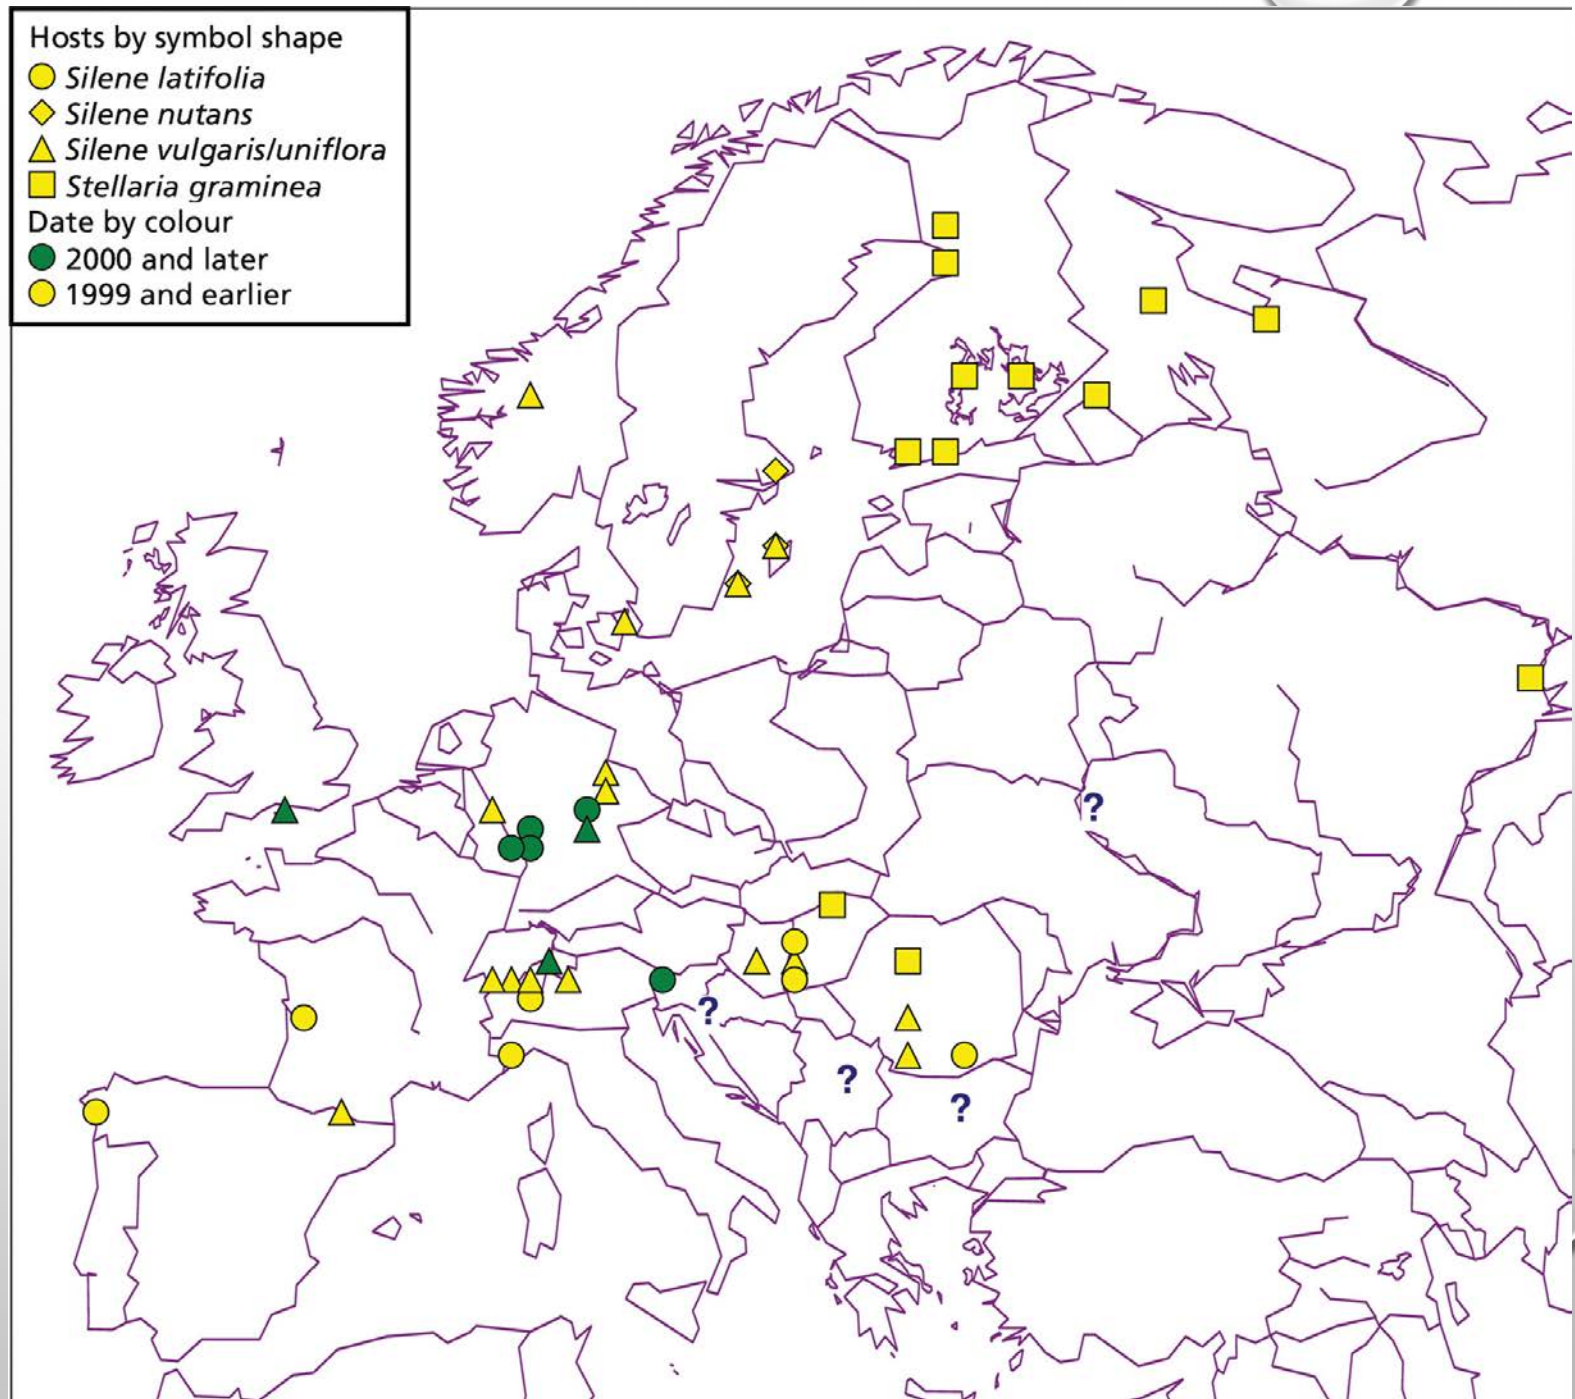 Hosts by symbol shape
Silene latifolia
Silene nutans
Silene vulgaris/uniflora
Stellaria graminea
Date by colour
2000 and later
1999 and earlier
?
?
?
?